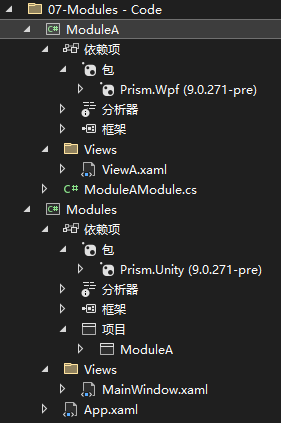 07-Modules - Code
C# ModuleA
依赖项
包
Prism.Wpf (9.0.271-pre)
分析器
框架
Views
ViewA.xaml
C# ModuleAModule.cs
C# Modules
依赖项
包
Prism.Unity (9.0.271-pre)
分析器
框架
项目
ModuleA
Views
MainWindow.xaml
App.xaml